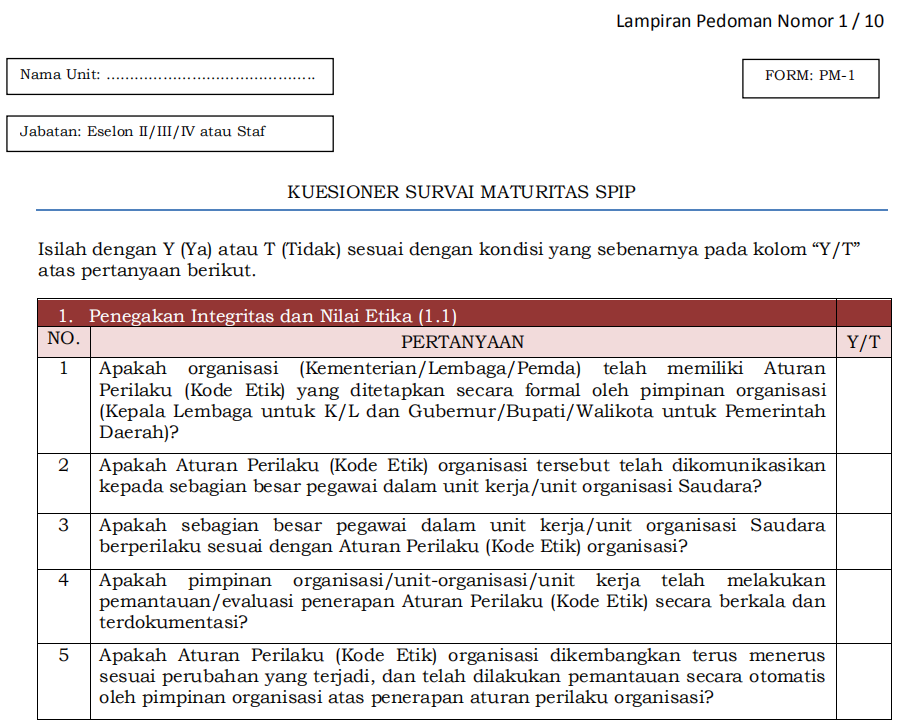 Lampiran Pedoman Nomor 1 / 10
Nama Unit: ............................................
FORM: PM-1
Jabatan: Eselon II/III/IV atau Staf
KUESIONER SURVAI MATURITAS SPIP
Isilah dengan Y (Ya) atau T (Tidak) sesuai dengan kondisi yang sebenarnya pada kolom “Y/T”
atas pertanyaan berikut.
1. Penegakan Integritas dan Nilai Etika (1.1)
NO. PERTANYAAN Y/T
1 Apakah organisasi (Kementerian/Lembaga/Pemda) telah memiliki Aturan
Perilaku (Kode Etik) yang ditetapkan secara formal oleh pimpinan organisasi
(Kepala Lembaga untuk K/L dan Gubernur/Bupati/Walikota untuk Pemerintah
Daerah)?
2 Apakah Aturan Perilaku (Kode Etik) organisasi tersebut telah dikomunikasikan
kepada sebagian besar pegawai dalam unit kerja/unit organisasi Saudara?
3 Apakah sebagian besar pegawai dalam unit kerja/unit organisasi Saudara
berperilaku sesuai dengan Aturan Perilaku (Kode Etik) organisasi?
4 Apakah pimpinan organisasi/unit-organisasi/unit kerja telah melakukan
pemantauan/evaluasi penerapan Aturan Perilaku (Kode Etik) secara berkala dan
terdokumentasi?
5 Apakah Aturan Perilaku (Kode Etik) organisasi dikembangkan terus menerus
sesuai perubahan yang terjadi, dan telah dilakukan pemantauan secara otomatis
oleh pimpinan organisasi atas penerapan aturan perilaku organisasi?